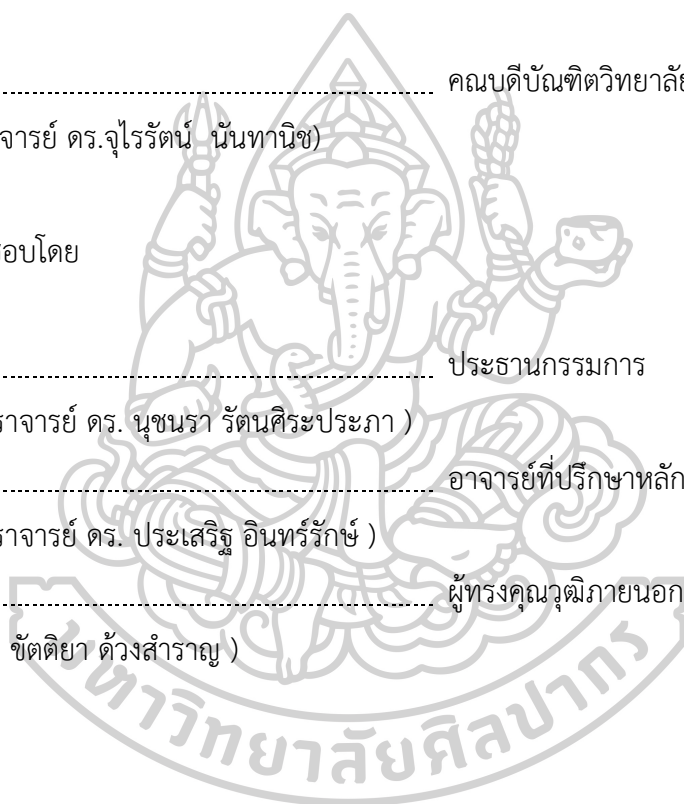 คณบดีบัณฑิตวิทยาลัย
จารย์ ดร.จุไรรัตน์ นันทานิช)
อบโดย
ประธานกรรมการ
ราจารย์ ดร. นุชนรา รัตนศิระประภา )
อาจารย์ที่ปรึกษาหลัก
ราจารย์ ดร. ประเสริฐ อินทร์รักษ์ )
ผู้ทรงคุณวุฒิภายนอก
ขัตติยา ด้วงสำราญ )
มหาวิทยาลัยศิลปากร